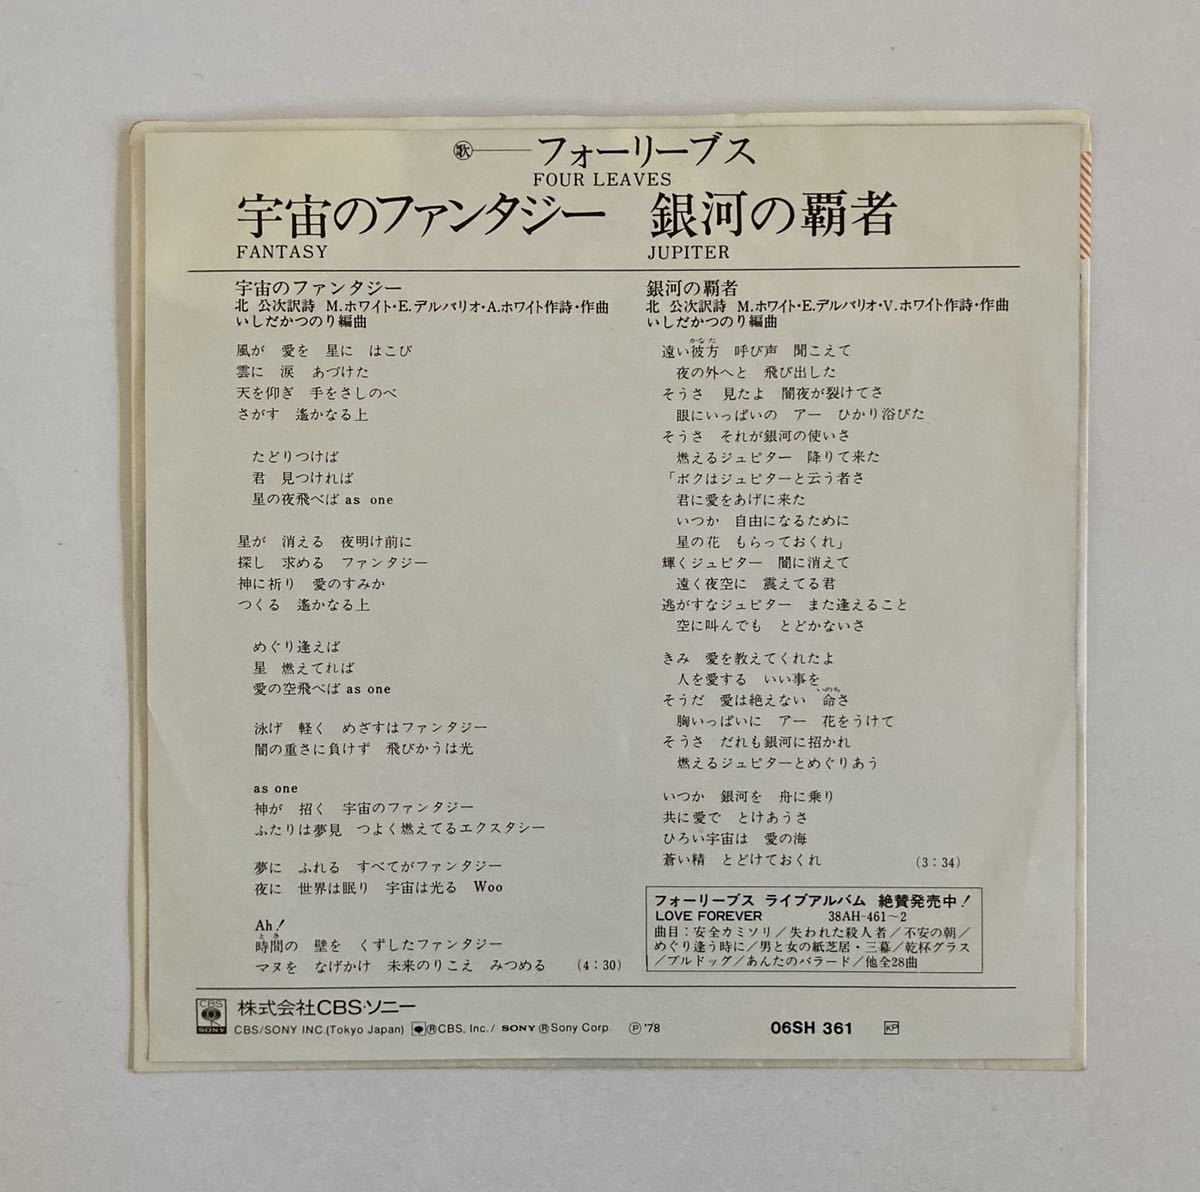 歌――フォーリーブス
FOUR LEAVES
宇宙のファンタジー
FANTASY
銀河の覇者
JUPITER
宇宙のファンタジー
北 公次訳詩 M.ホワイト・E.デルバリオ・A.ホワイト作詩・作曲
いしだかつのり編曲
風が 愛を 星に はこび
雲に 涙 あづけた
天を仰ぎ 手をさしのべ
さがす 遙かなる上
たどりつけば
君 見つければ
星の夜飛べば as one
星が 消える 夜明け前に
探し 求める ファンタジー
神に祈り 愛のすみか
つくる 遙かなる上
めぐり逢えば
星 燃えてれば
愛の空飛べば as one
泳げ 軽く めざすはファンタジー
闇の重さに負けず 飛びかうは光
as one
神が 招く 宇宙のファンタジー
ふたりは夢見 つよく燃えてるエクスタシー
夢に ふれる すべてがファンタジー
夜に 世界は眠り 宇宙は光る Woo
Ah!
とき
時間の 壁を くずしたファンタジー
マヌを なげかけ 未来のりこえ みつめる (4:30)
銀河の覇者
北 公次訳詩 M.ホワイト・E.デルバリオ・V.ホワイト作詩・作曲
いしだかつのり編曲
かなた
遠い彼方 呼び声 聞こえて
夜の外へと 飛び出した
そうさ 見たよ 闇夜が裂けてさ
眼にいっぱいの アー ひかり浴びた
そうさ それが銀河の使いさ
燃えるジュピター 降りて来た
「ボクはジュピターと云う者さ
君に愛をあげに来た
いつか 自由になるために
星の花 もらっておくれ」
輝くジュピター 闇に消えて
遠く夜空に 震えてる君
逃がすなジュピター また逢えること
空に叫んでも とどかないさ
きみ 愛を教えてくれたよ
人を愛する いい事を
いのち
そうだ 愛は絶えない 命さ
胸いっぱいに アー 花をうけて
そうさ だれも銀河に招かれ
燃えるジュピターとめぐりあう
いつか 銀河を 舟に乗り
共に愛で とけあうさ
ひろい宇宙は 愛の海
蒼い精 とどけておくれ (3:34)
フォーリーブス ライブアルバム 絶賛発売中!
LOVE FOREVER 38AH-461～2
曲目:安全カミソリ/失われた殺人者/不安の朝/
めぐり逢う時に/男と女の紙芝居・三幕/乾杯グラス
/ブルドッグ/あんたのバラード/他全28曲
CBS
SONY
株式会社CBS・ソニー
CBS/SONY INC.(Tokyo Japan) ®CBS, Inc./ SONY ®Sony Corp. Ⓟ'78 06SH 361 KP